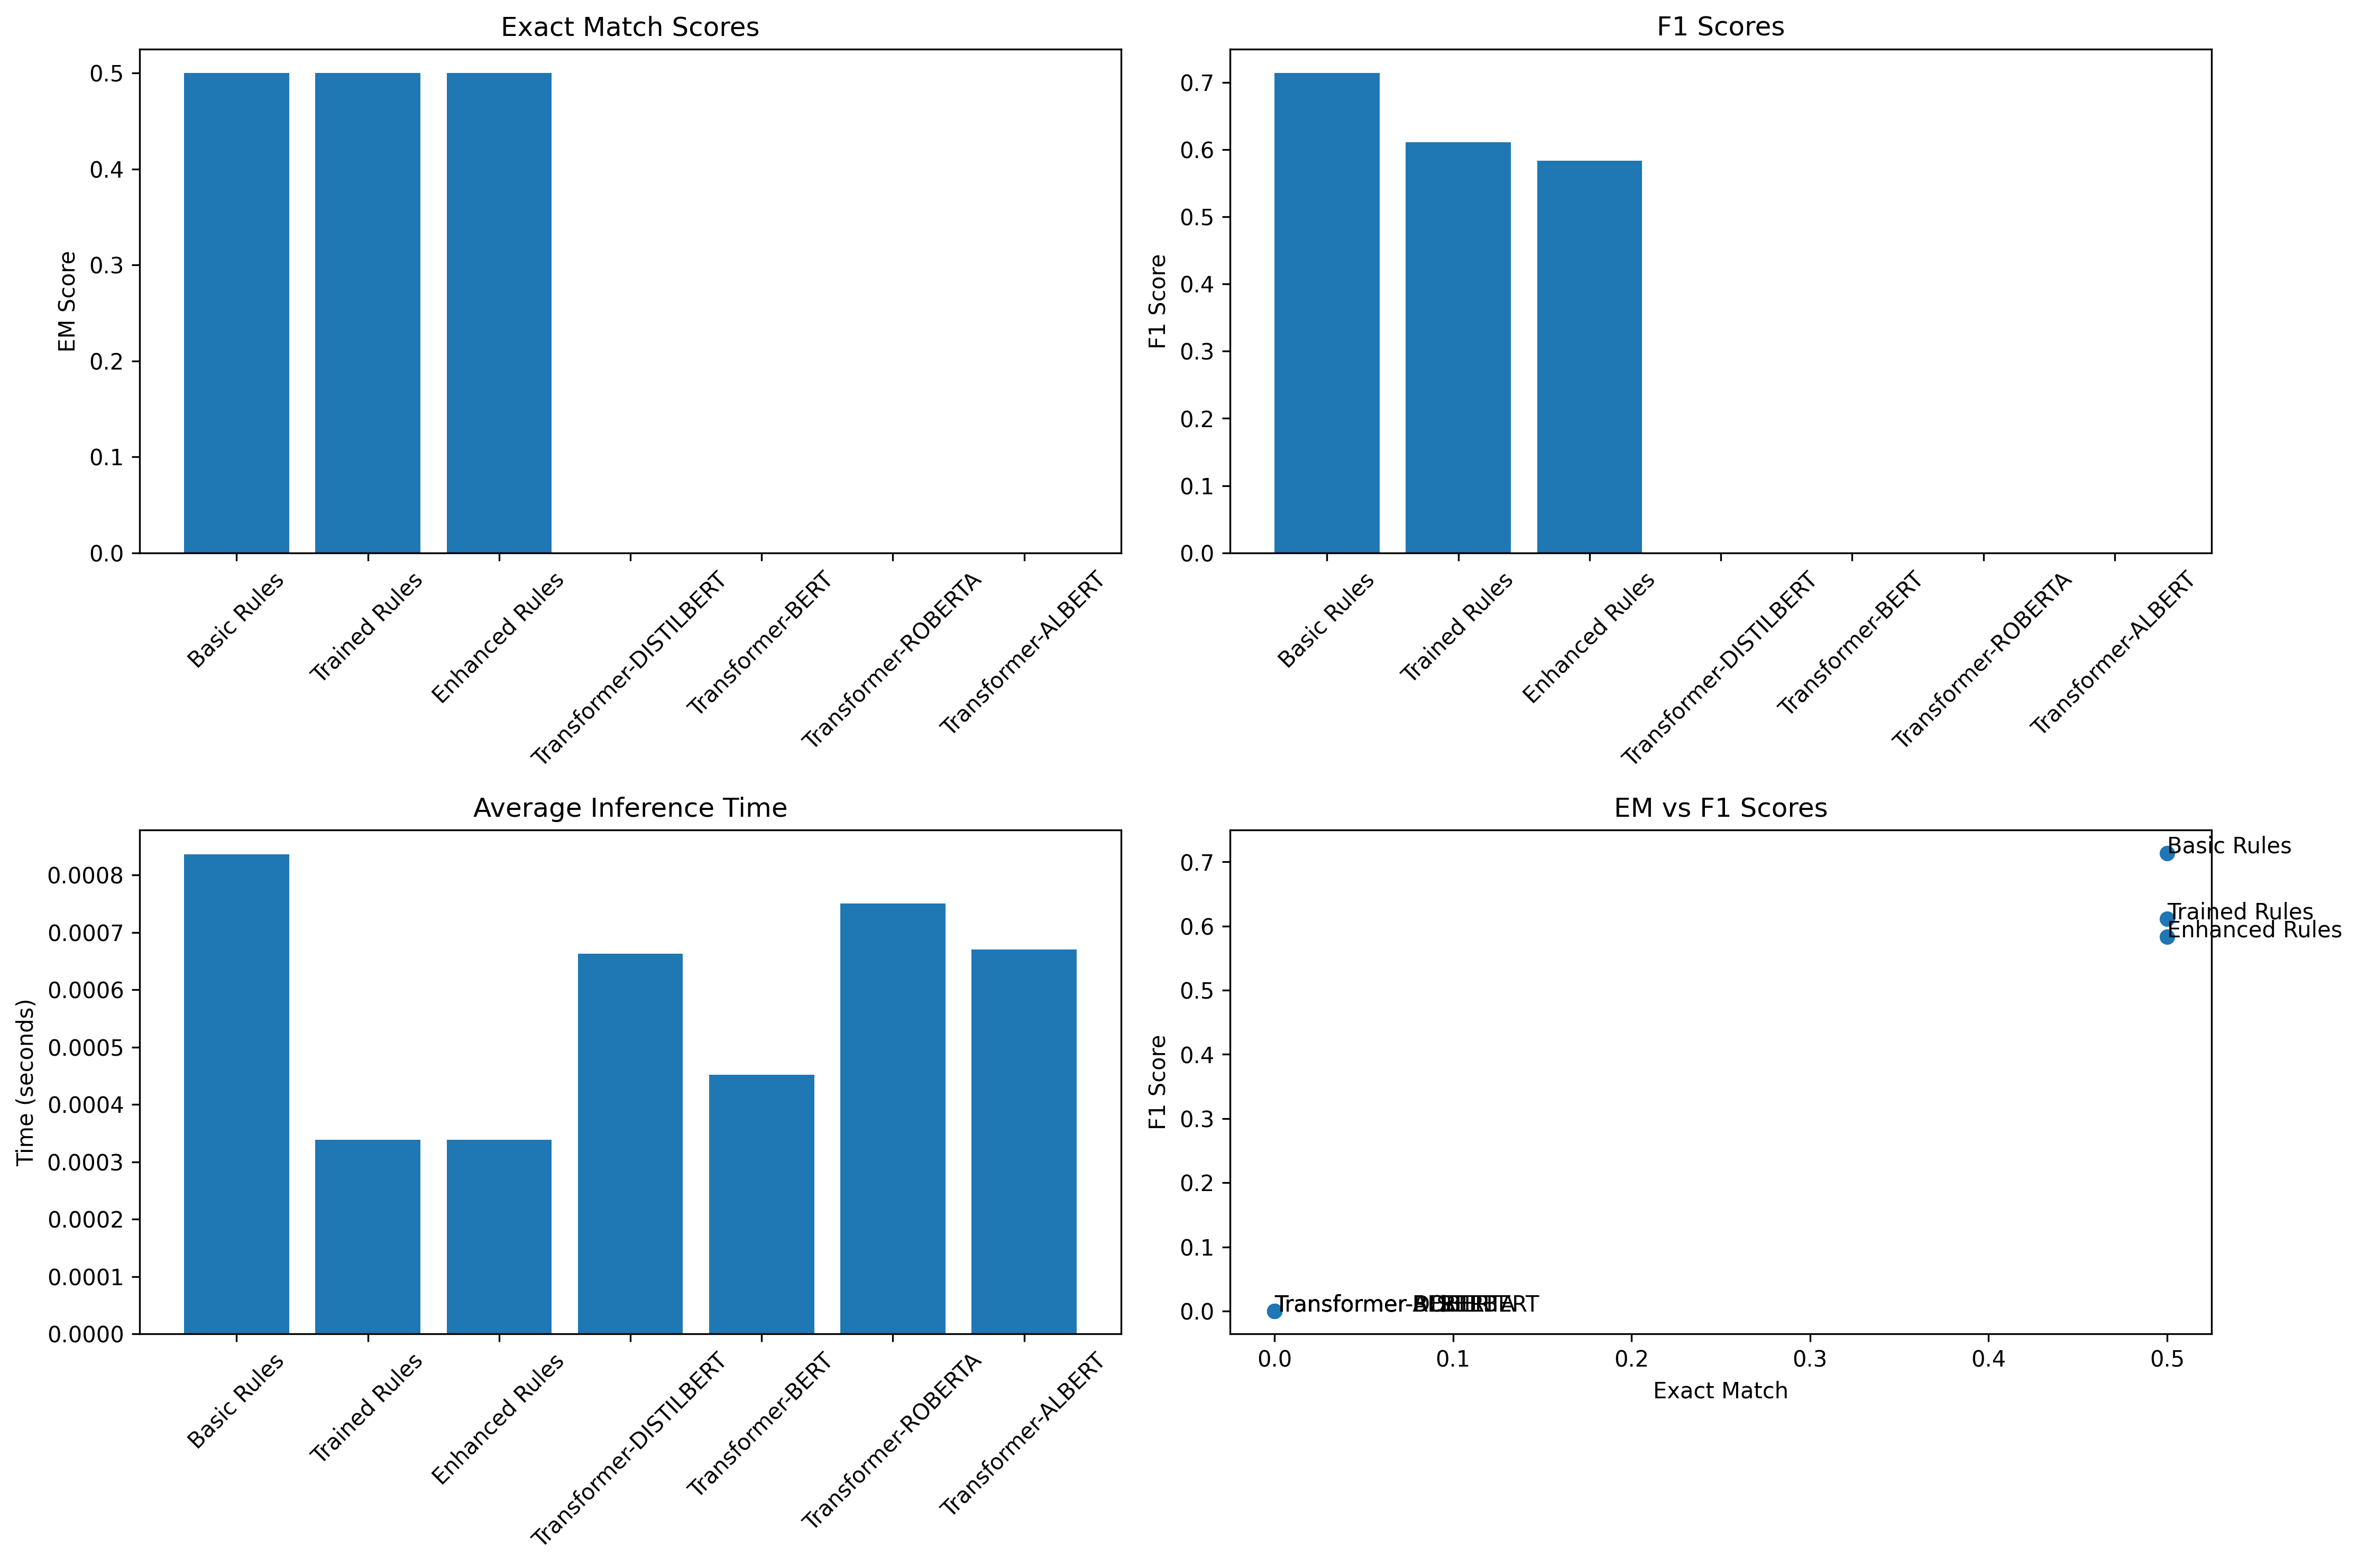 Exact Match Scores
EM Score
0.5
0.4
0.3
0.2
0.1
0.0
Basic Rules
Trained Rules
Enhanced Rules
Transformer-DISTILBERT
Transformer-BERT
Transformer-ROBERTA
Transformer-ALBERT
F1 Scores
F1 Score
0.7
0.6
0.5
0.4
0.3
0.2
0.1
0.0
Basic Rules
Trained Rules
Enhanced Rules
Transformer-DISTILBERT
Transformer-BERT
Transformer-ROBERTA
Transformer-ALBERT
Average Inference Time
Time (seconds)
0.0008
0.0007
0.0006
0.0005
0.0004
0.0003
0.0002
0.0001
0.0000
Basic Rules
Trained Rules
Enhanced Rules
Transformer-DISTILBERT
Transformer-BERT
Transformer-ROBERTA
Transformer-ALBERT
EM vs F1 Scores
F1 Score
0.7
0.6
0.5
0.4
0.3
0.2
0.1
0.0
Basic Rules
Trained Rules
Enhanced Rules
0.0
0.1
0.2
0.3
0.4
0.5
Exact Match